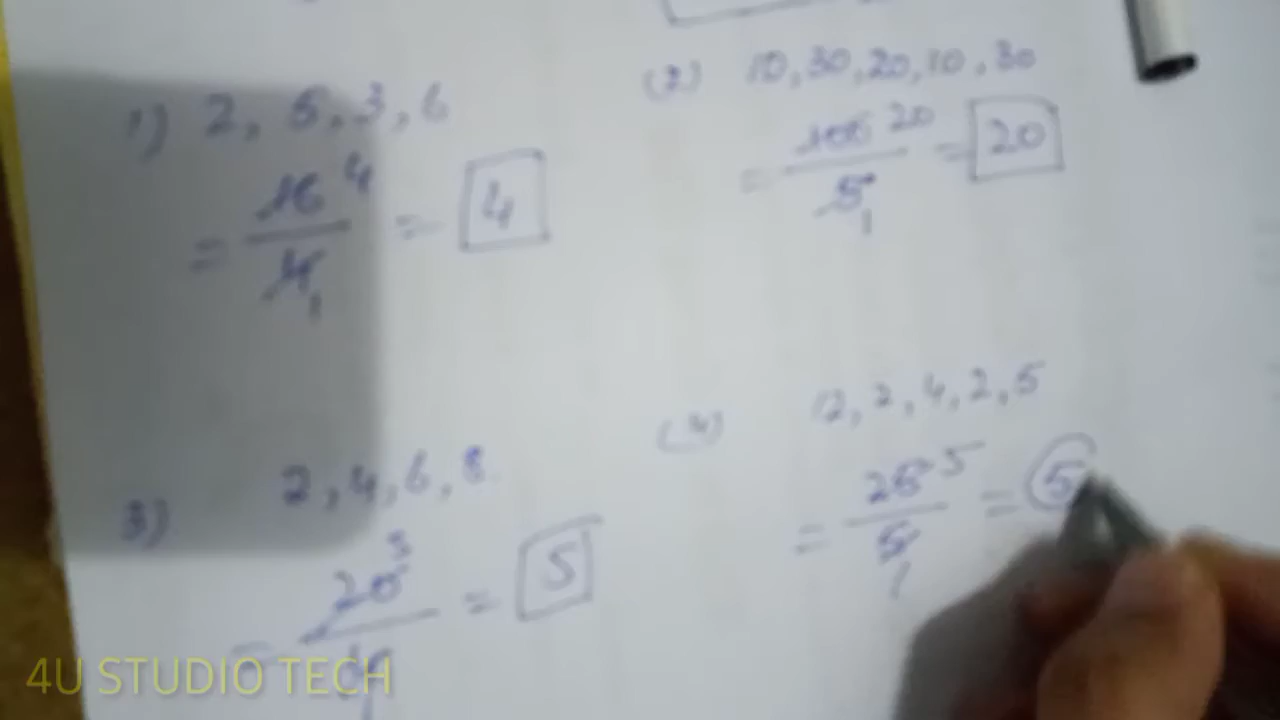 1) 2, 5, 3, 6
= 16 4 / 4 1 = 4
(2) 10, 30, 20, 10, 30
= 100 20 / 5 1 = 20
3) 2, 4, 6, 8
= 20 5 / 4 1 = 5
(4) 12, 2, 4, 2, 5
= 25 5 / 5 1 = 5
4U STUDIO TECH